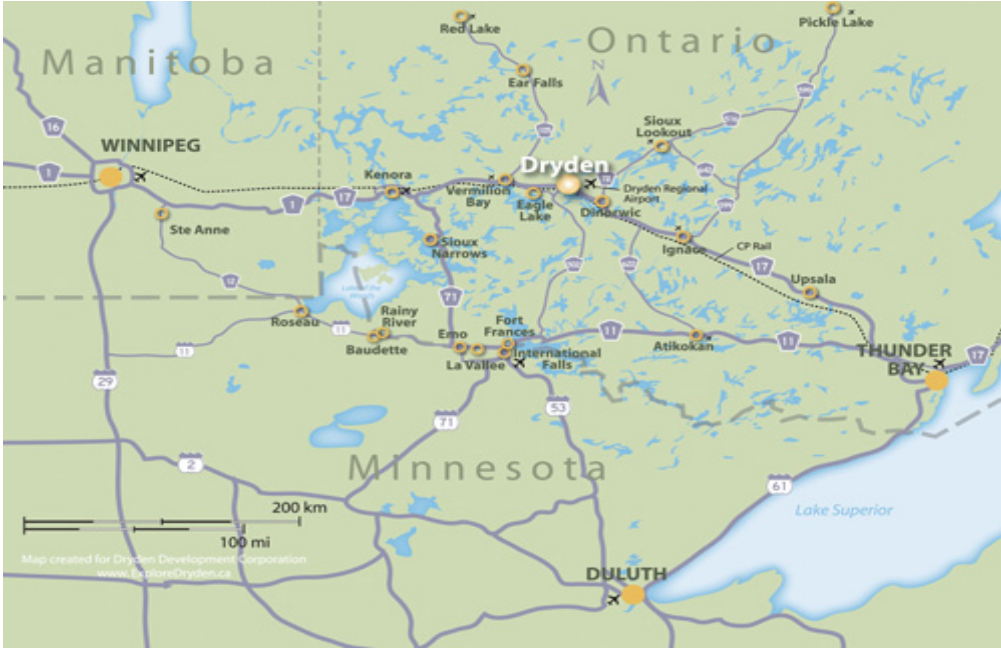 Manitoba
Ontario
N
Red Lake
Pickle Lake
Ear Falls
Sioux
Lookout
16
WINNIPEG
1
Dryden
Kenora
Vermilion
Bay
Eagle
Lake
Dryden Regional
Airport
Dinorwic
1
17
Ste Anne
Sioux
Narrows
Ignace
CP Rail
17
Upsala
12
71
Roseau
11
Rainy
River
Baudette
Emo
Fort
Frances
La Vallee
International
Falls
11
Atikokan
11
THUNDER
BAY
17
11
29
71
53
2
Minnesota
61
Lake Superior
200 km
100 mi
Map created for Dryden Development Corporation
www.ExploreDryden.ca
DULUTH